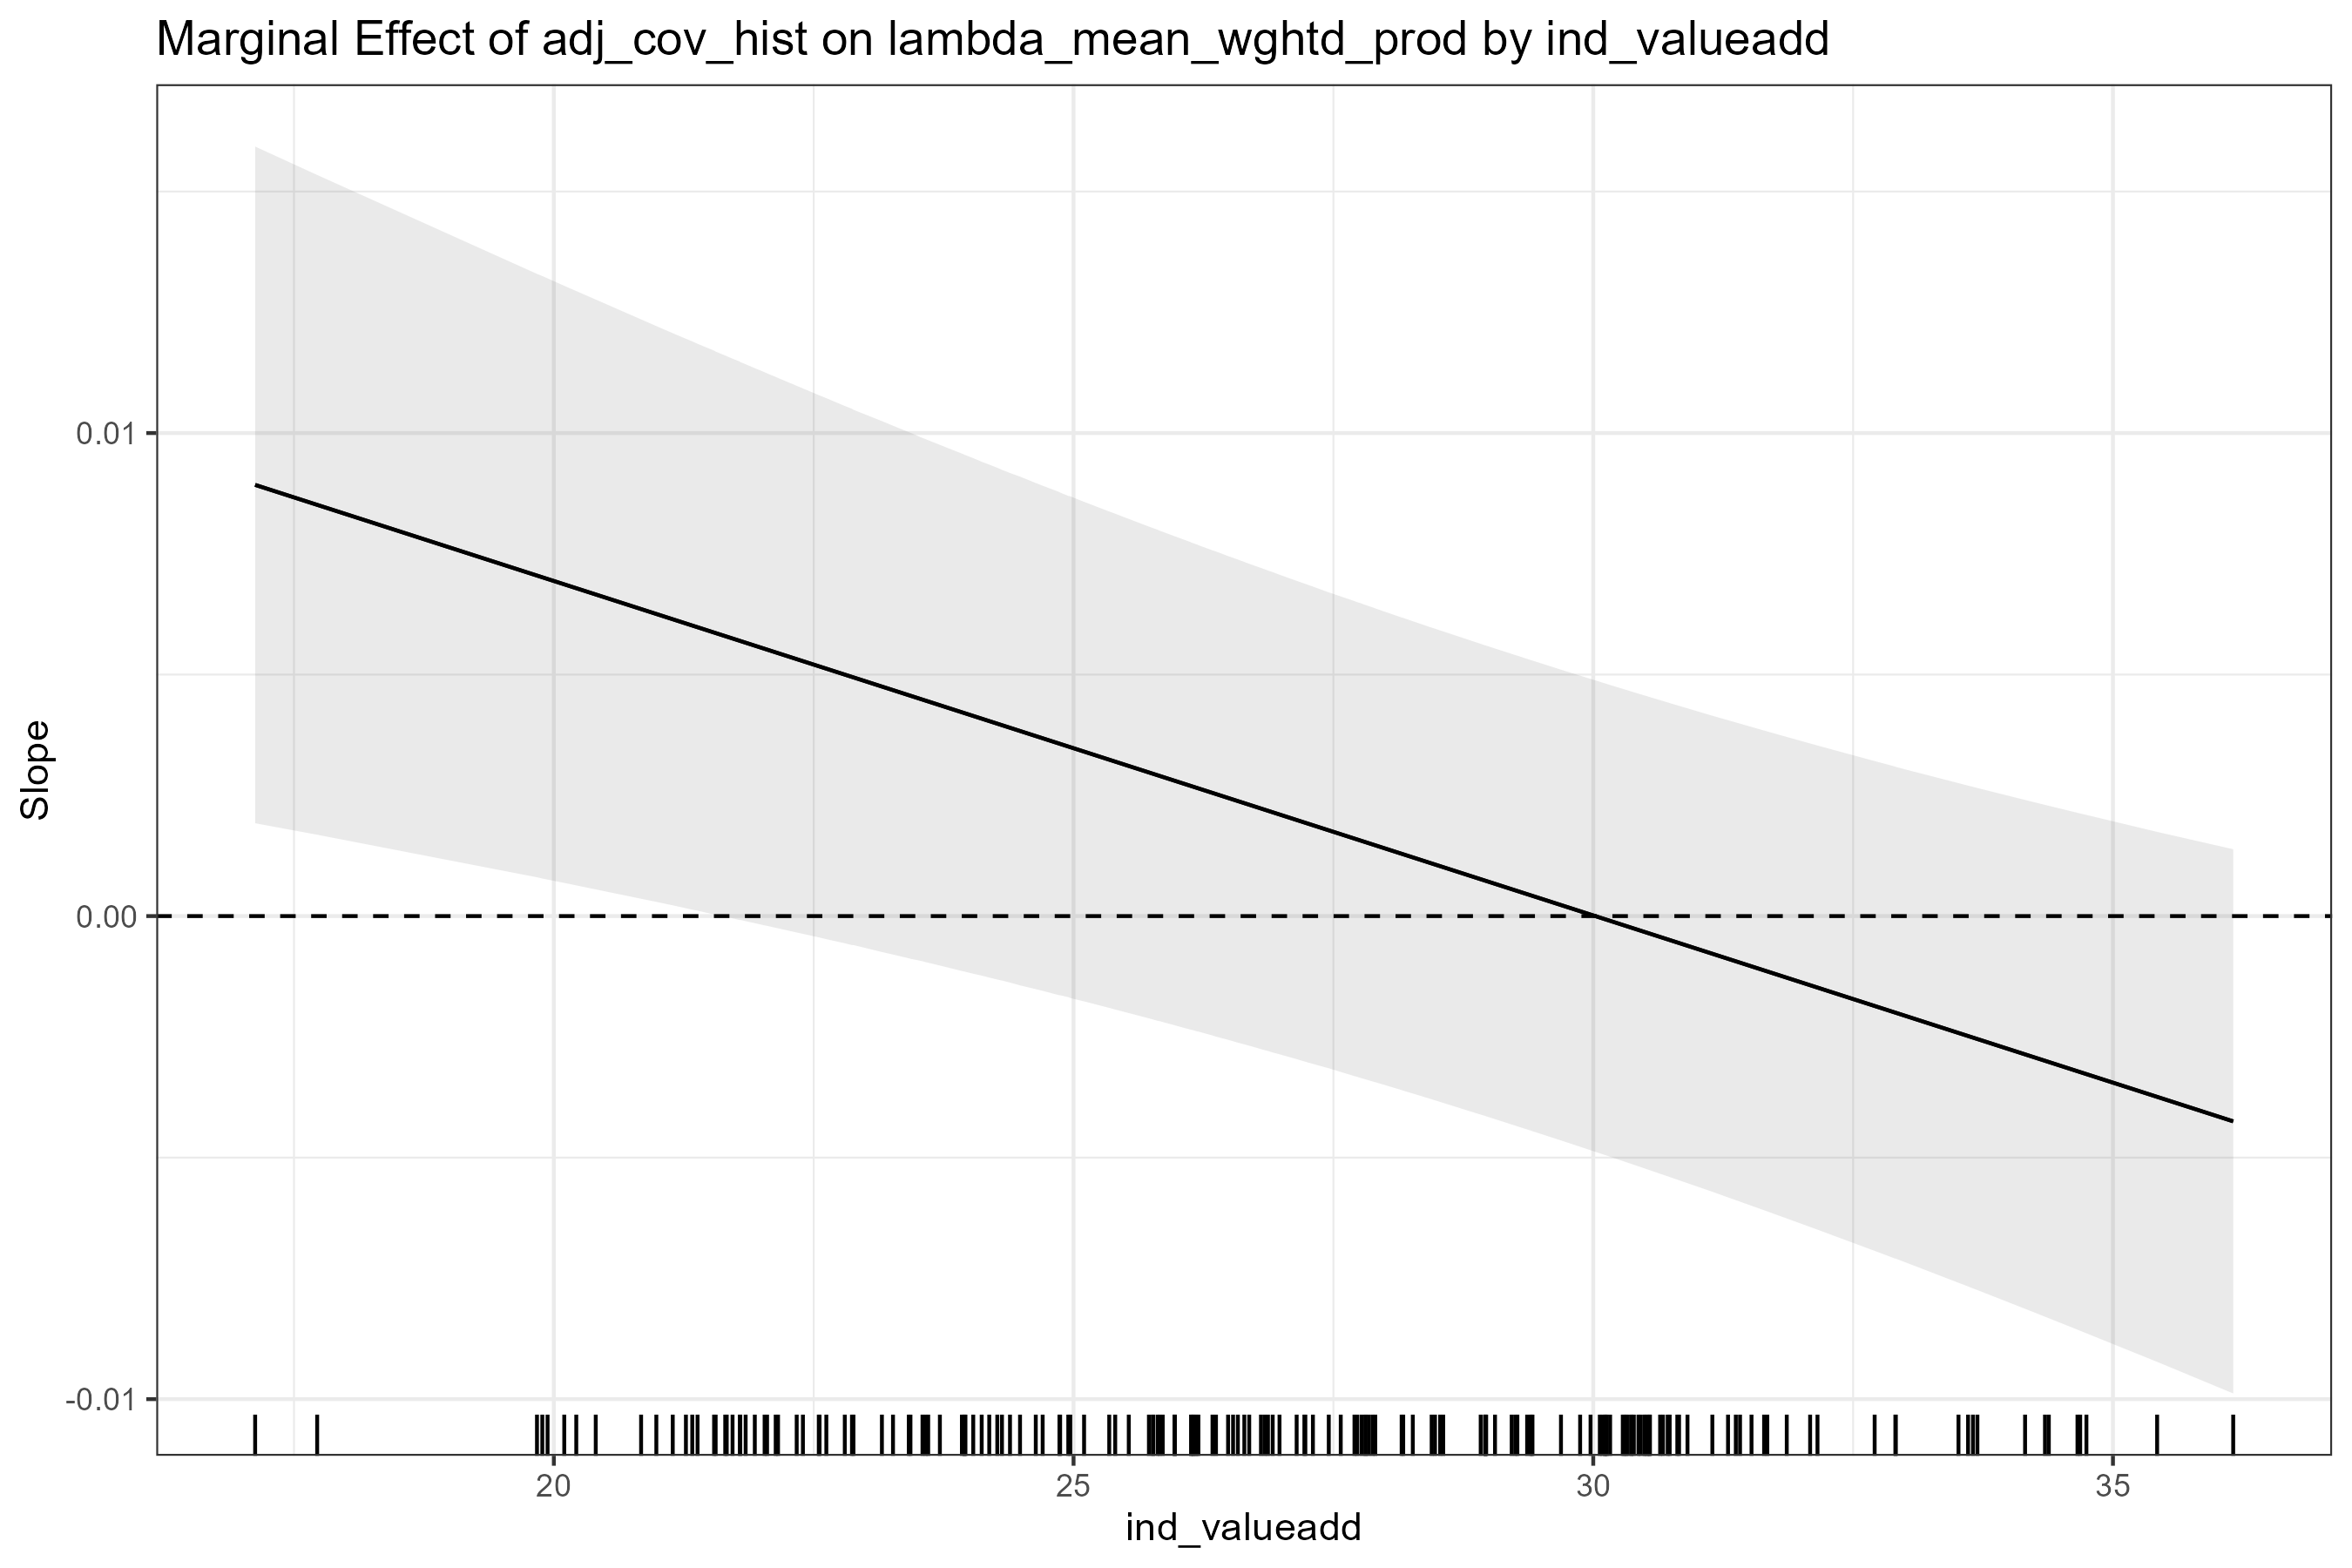 Marginal Effect of adj_cov_hist on lambda_mean_wghtd_prod by ind_valueadd
0.01
0.00
-0.01
Slope
20 25 30 35
ind_valueadd